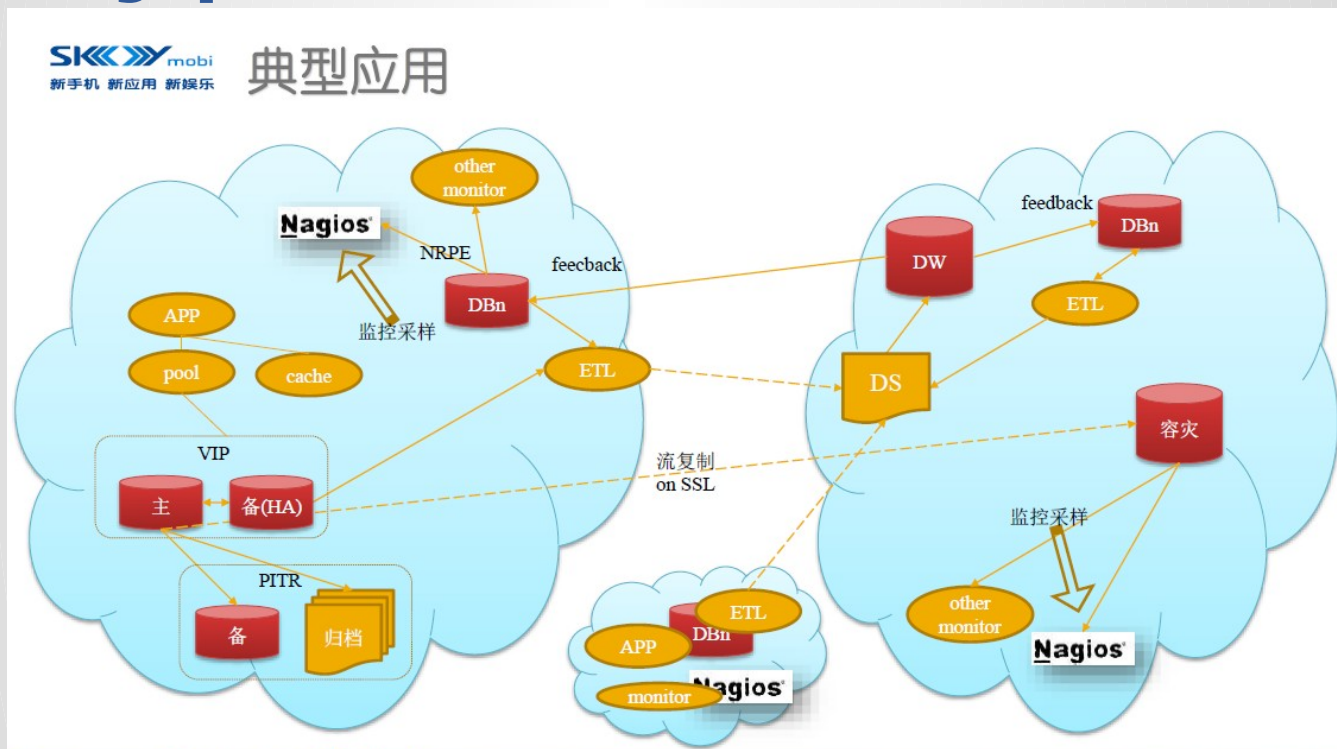 SKYmobi
新手机 新应用 新娱乐
典型应用
other
monitor
Nagios
NRPE
DBn
feecback
监控采样
APP
pool
cache
ETL
VIP
主
备(HA)
PITR
备
归档
流复制
on SSL
DW
feedback
DBn
ETL
DS
容灾
监控采样
other
monitor
Nagios
ETL
DBn
APP
monitor
Nagios